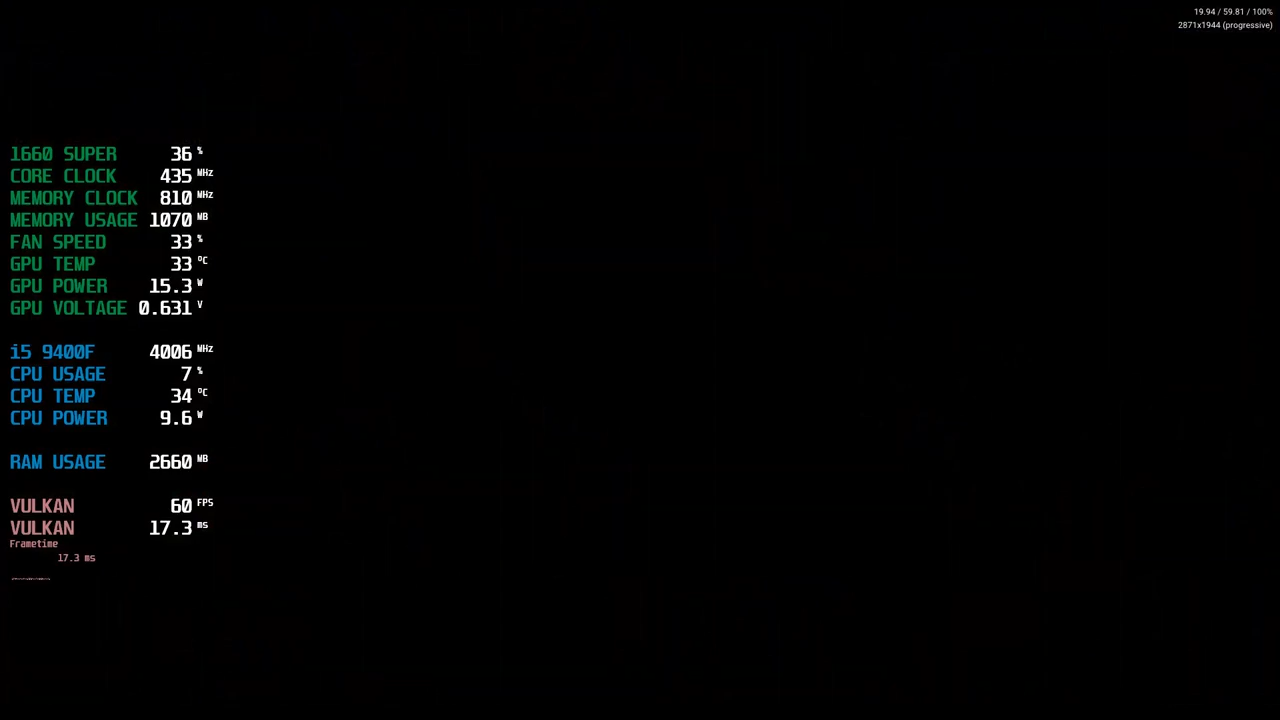 19.94 / 59.81 / 100%
2871x1944 (progressive)
1660 SUPER 36 %
CORE CLOCK 435 MHz
MEMORY CLOCK 810 MHz
MEMORY USAGE 1070 MB
FAN SPEED 33 %
GPU TEMP 33 °C
GPU POWER 15.3 W
GPU VOLTAGE 0.631 V
i5 9400F 4006 MHz
CPU USAGE 7 %
CPU TEMP 34 °C
CPU POWER 9.6 W
RAM USAGE 2660 MB
VULKAN 60 FPS
VULKAN 17.3 ms
Frametime
17.3 ms